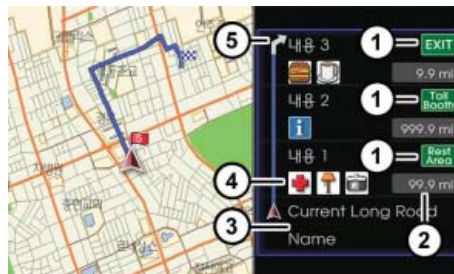 5 내용 3 1 EXIT
9.9 mi
내용 2 1 Toll Booth
i 999.9 mi
내용 1 1 Rest Area
4 99.9 mi
3 Current Long Road
Name 2
S